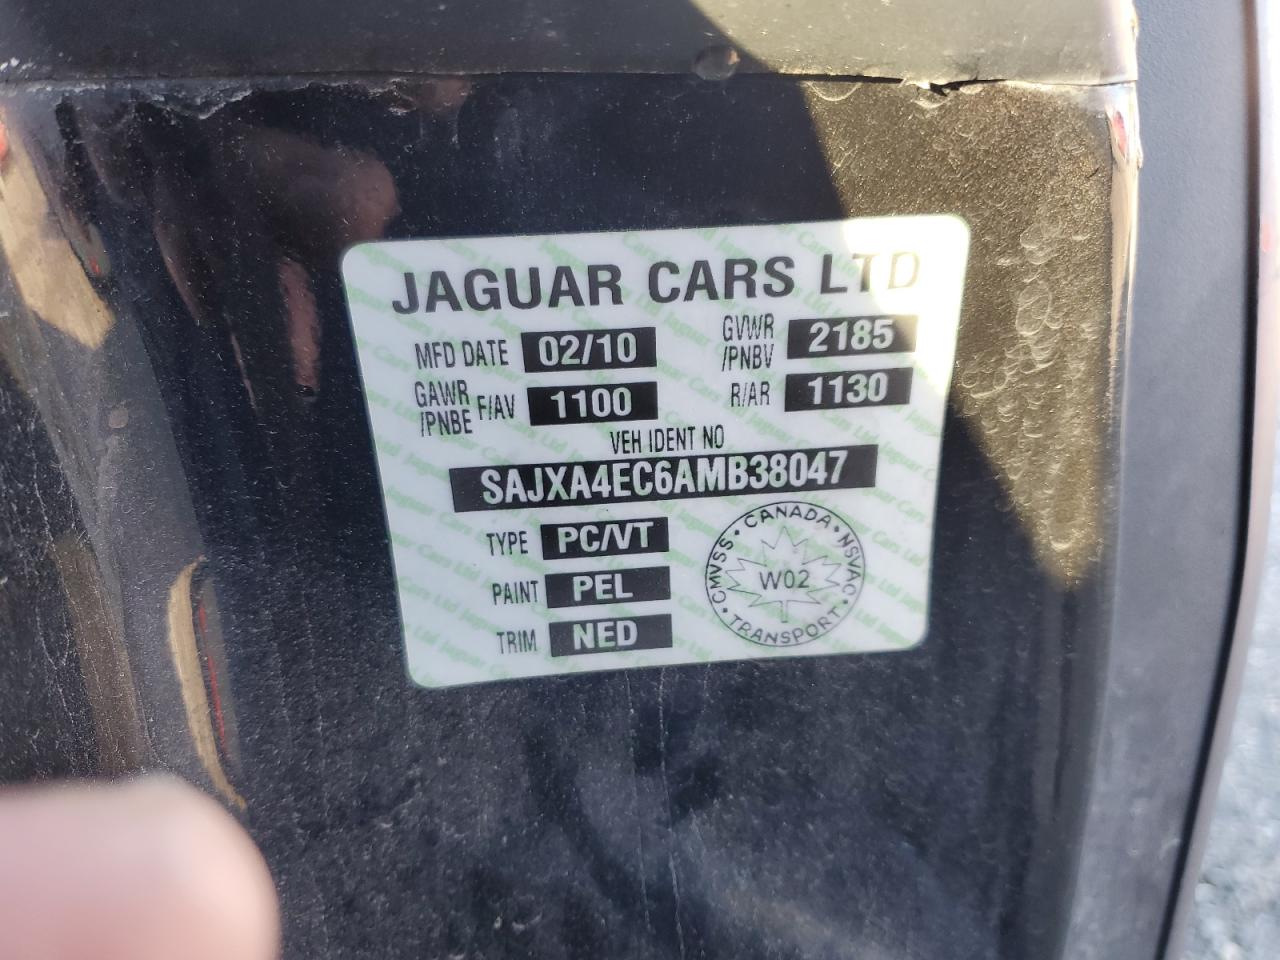 JAGUAR CARS LTD
MFD DATE 02/10 GVWR /PNBV 2185
GAWR /PNBE F/AV 1100 R/AR 1130
VEH IDENT NO
SAJXA4EC6AMB38047
TYPE PC/VT
PAINT PEL
TRIM NED
CANADA • NSVAC • TRANSPORT • CMVSS •
W02